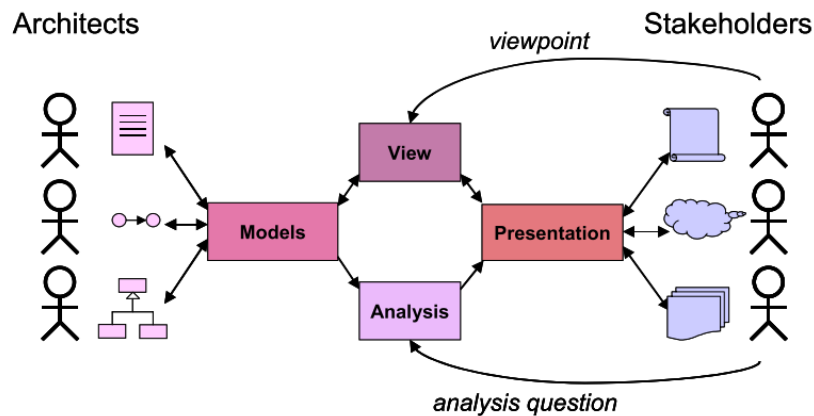 Architects
Stakeholders
viewpoint
View
Models
Presentation
Analysis
analysis question